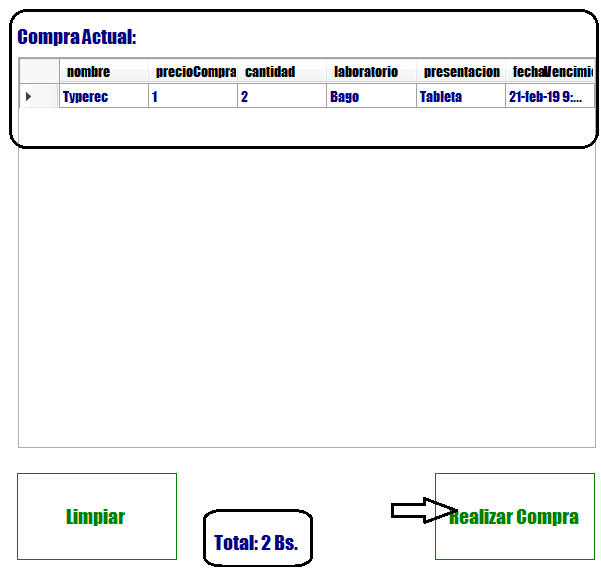 Compra Actual:
nombre precioCompra cantidad laboratorio presentacion fechaVencimie
Typerec 1 2 Bago Tableta 21-feb-19 9:...
Limpiar
Total: 2 Bs.
Realizar Compra